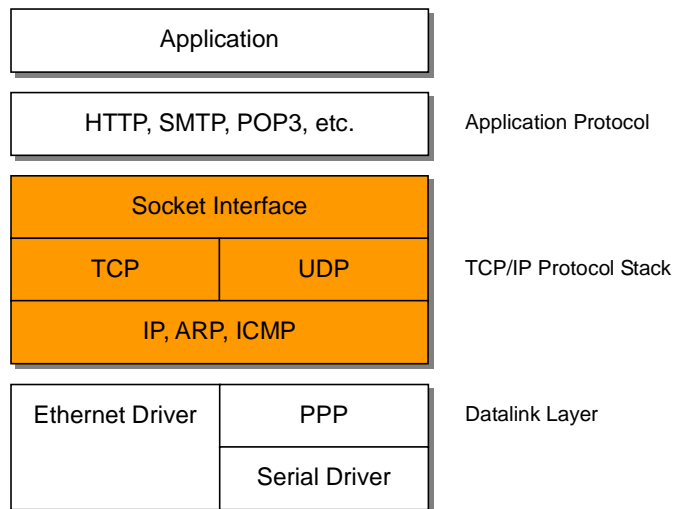 Application
HTTP, SMTP, POP3, etc.
Application Protocol
Socket Interface
TCP
UDP
TCP/IP Protocol Stack
IP, ARP, ICMP
Ethernet Driver
PPP
Datalink Layer
Serial Driver